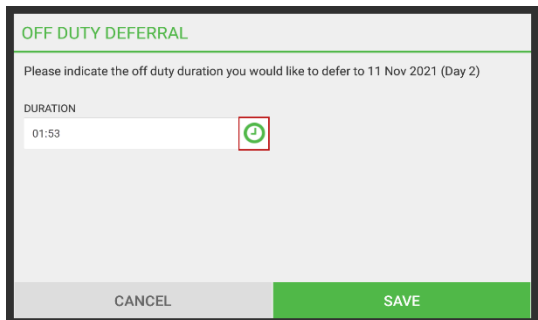 OFF DUTY DEFERRAL
Please indicate the off duty duration you would like to defer to 11 Nov 2021 (Day 2)
DURATION
01:53
CANCEL
SAVE